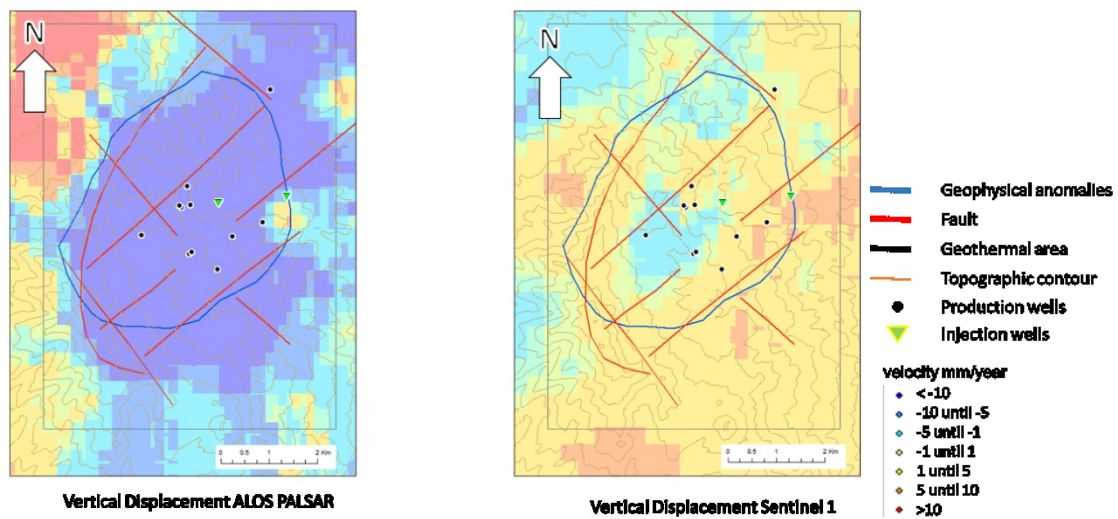 N
N
0 0.5 1 2 Km
0 0.5 1 2 Km
Geophysical anomalies
Fault
Geothermal area
Topographic contour
Production wells
Injection wells
velocity mm/year
< -10
-10 until -5
-5 until -1
-1 until 1
1 until 5
5 until 10
>10
Vertical Displacement ALOS PALSAR
Vertical Displacement Sentinel 1